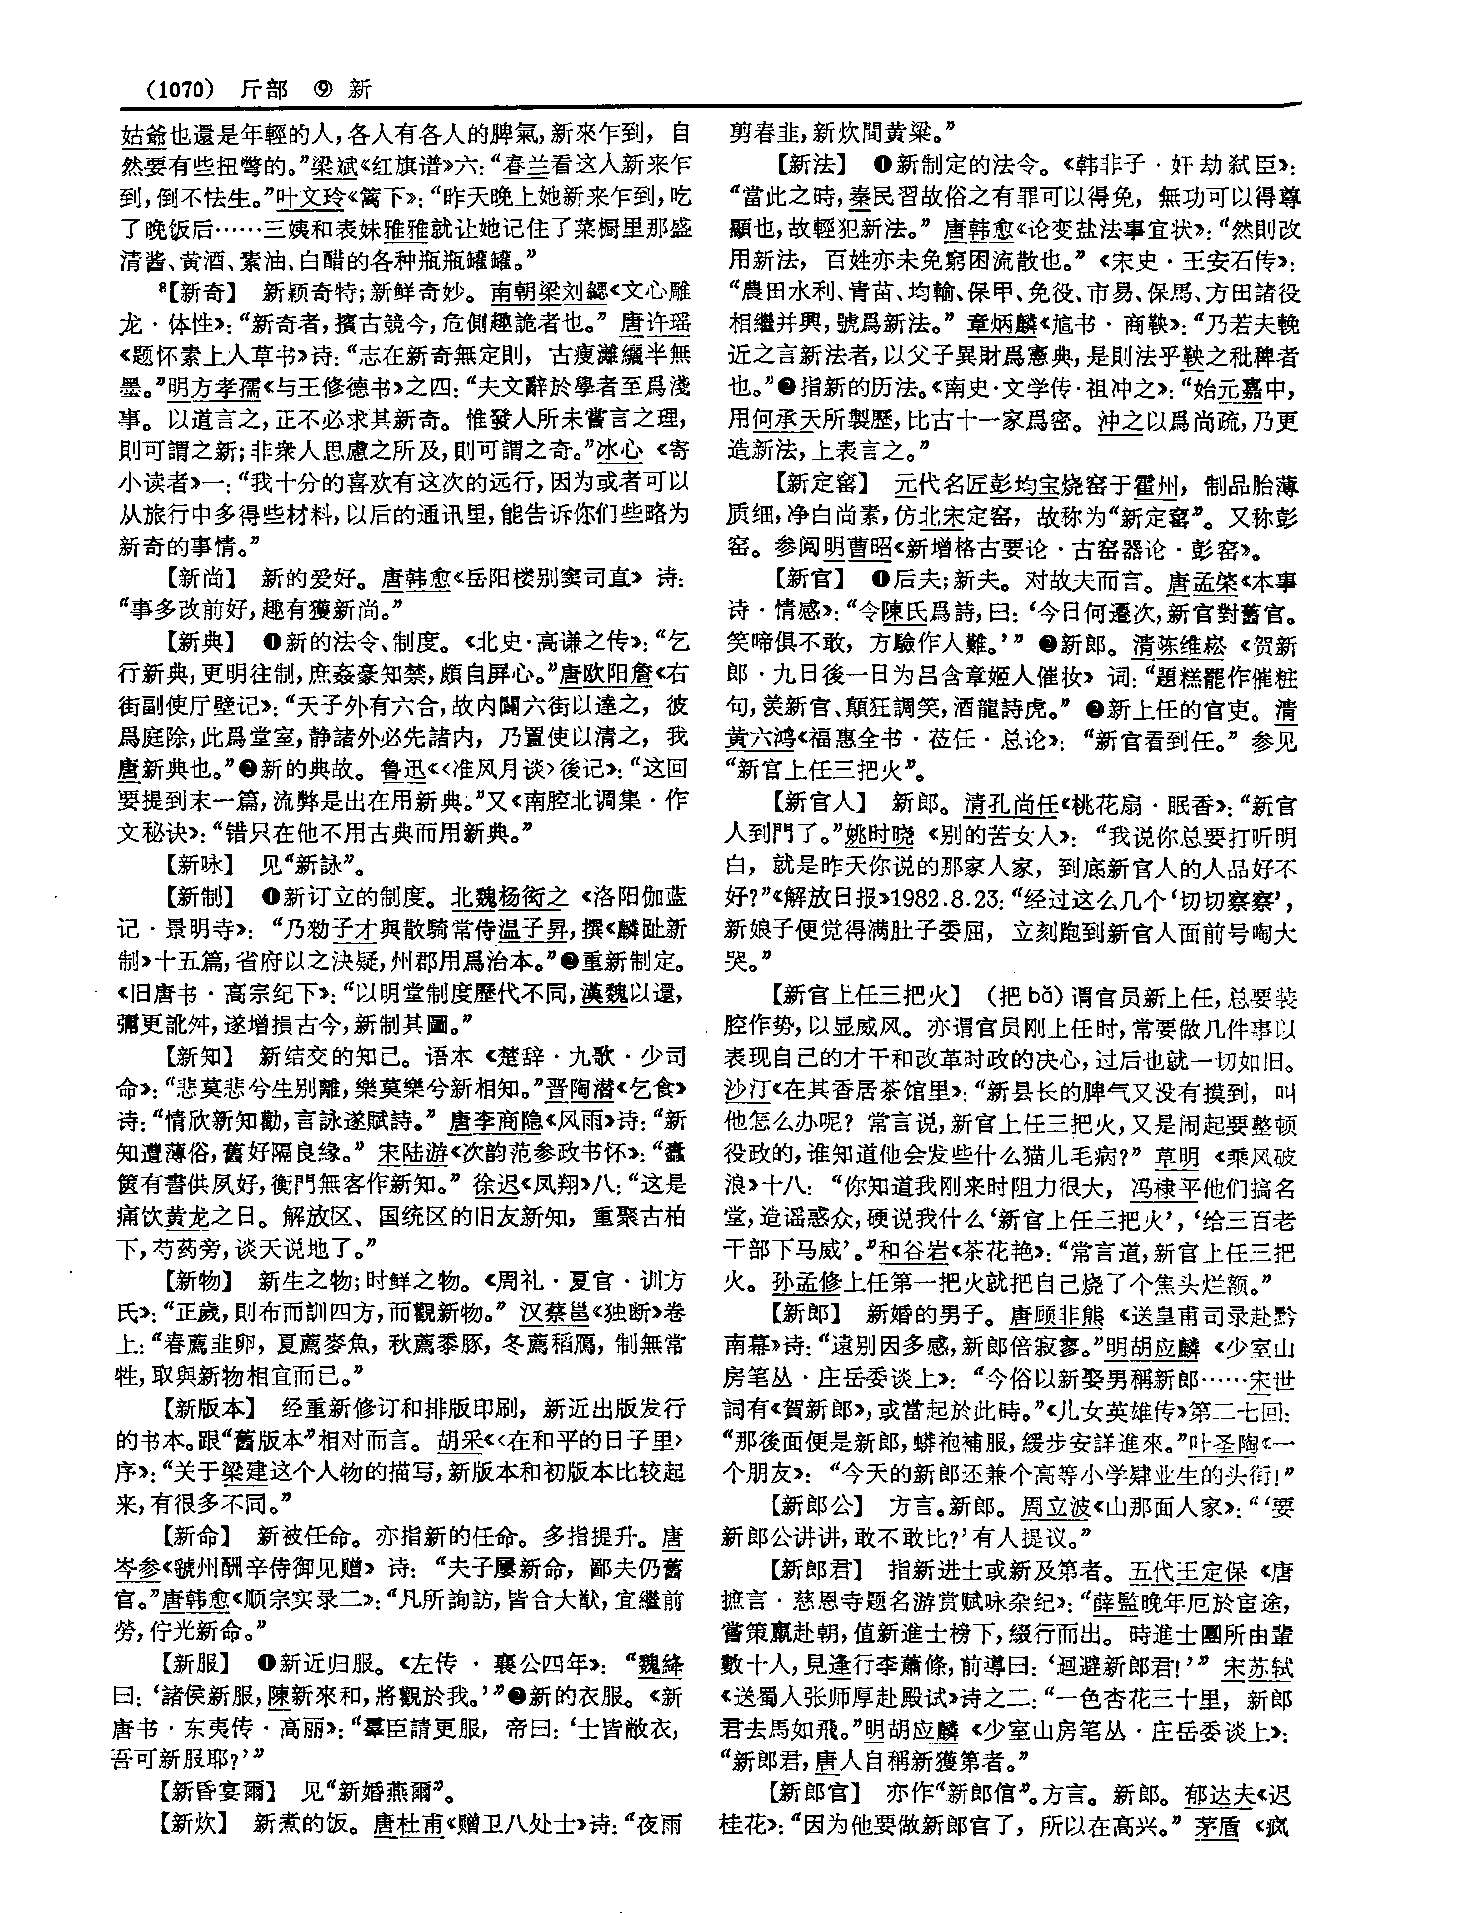 (1070) 斤部 ⑨ 新
姑爺也還是年輕的人,各人有各人的脾氣,新來乍到,自
然要有些扭彆的。”梁斌《红旗谱》六:“春兰看这人新来乍
到,倒不怯生。”叶文玲《篱下》:“昨天晚上她新来乍到,吃
了晚饭后……三姨和表妹雅雅就让她记住了菜橱里那盛
清酱、黄酒、素油、白醋的各种瓶瓶罐罐。”
⁸【新奇】 新颖奇特;新鲜奇妙。南朝梁刘勰《文心雕
龙·体性》:“新奇者,擯古競今,危側趣詭者也。”唐许瑶
《题怀素上人草书》诗:“志在新奇無定則,古瘦灕纚半無
墨。”明方孝孺《与王修德书》之四:“夫文辭於學者至爲淺
事。以道言之,正不必求其新奇。惟發人所未嘗言之理,
則可謂之新;非衆人思慮之所及,則可謂之奇。”冰心《寄
小读者》一:“我十分的喜欢有这次的远行,因为或者可以
从旅行中多得些材料,以后的通讯里,能告诉你们些略为
新奇的事情。”
【新尚】 新的爱好。唐韩愈《岳阳楼别窦司直》诗:
“事多改前好,趣有獲新尚。”
【新典】 ❶新的法令、制度。《北史·高谦之传》:“乞
行新典,更明往制,庶姦豪知禁,頗自屏心。”唐欧阳詹《右
街副使厅壁记》:“天子外有六合,故内闢六街以達之,彼
爲庭除,此爲堂室,静諸外必先諸内,乃置使以清之,我
唐新典也。”❷新的典故。鲁迅《〈准风月谈〉後记》:“这回
要提到末一篇,流弊是出在用新典。”又《南腔北调集·作
文秘诀》:“错只在他不用古典而用新典。”
【新咏】 见“新詠”。
【新制】 ❶新订立的制度。北魏杨衒之《洛阳伽蓝
记·景明寺》:“乃勑子才與散騎常侍温子昇,撰《麟趾新
制》十五篇,省府以之決疑,州郡用爲治本。”❷重新制定。
《旧唐书·高宗纪下》:“以明堂制度歷代不同,漢魏以還,
彌更訛舛,遂增損古今,新制其圖。”
【新知】 新结交的知己。语本《楚辞·九歌·少司
命》:“悲莫悲兮生别離,樂莫樂兮新相知。”晋陶潜《乞食》
诗:“情欣新知勸,言詠遂賦詩。”唐李商隐《风雨》诗:“新
知遭薄俗,舊好隔良緣。”宋陆游《次韵范参政书怀》:“蠹
篋有書供夙好,衡門無客作新知。”徐迟《凤翔》八:“这是
痛饮黄龙之日。解放区、国统区的旧友新知,重聚古柏
下,芍药旁,谈天说地了。”
【新物】 新生之物;时鲜之物。《周礼·夏官·训方
氏》:“正歲,則布而訓四方,而觀新物。”汉蔡邕《独断》卷
上:“春薦韭卵,夏薦麥魚,秋薦黍豚,冬薦稻鴈,制無常
牲,取與新物相宜而已。”
【新版本】 经重新修订和排版印刷,新近出版发行
的书本。跟“舊版本”相对而言。胡采《〈在和平的日子里〉
序》:“关于梁建这个人物的描写,新版本和初版本比较起
来,有很多不同。”
【新命】 新被任命。亦指新的任命。多指提升。唐
岑参《虢州酬辛侍御见赠》诗:“夫子屢新命,鄙夫仍舊
官。”唐韩愈《顺宗实录二》:“凡所詢訪,皆合大猷,宜繼前
勞,佇光新命。”
【新服】 ❶新近归服。《左传·襄公四年》:“魏絳
曰:‘諸侯新服,陳新來和,將觀於我。’”❷新的衣服。《新
唐书·东夷传·高丽》:“羣臣請更服,帝曰:‘士皆敝衣,
吾可新服耶?’”
【新昏宴爾】 见“新婚燕爾”。
【新炊】 新煮的饭。唐杜甫《赠卫八处士》诗:“夜雨
剪春韭,新炊間黄粱。”
【新法】 ❶新制定的法令。《韩非子·奸劫弑臣》:
“當此之時,秦民習故俗之有罪可以得免,無功可以得尊
顯也,故輕犯新法。”唐韩愈《论变盐法事宜状》:“然則改
用新法,百姓亦未免窮困流散也。”《宋史·王安石传》:
“農田水利、青苗、均輸、保甲、免役、市易、保馬、方田諸役
相繼并興,號爲新法。”章炳麟《訄书·商鞅》:“乃若夫輓
近之言新法者,以父子異財爲憲典,是則法乎鞅之秕稗者
也。”❷指新的历法。《南史·文学传·祖冲之》:“始元嘉中,
用何承天所製歷,比古十一家爲密。沖之以爲尚疏,乃更
造新法,上表言之。”
【新定窑】 元代名匠彭均宝烧窑于霍州,制品胎薄
质细,净白尚素,仿北宋定窑,故称为“新定窑”。又称彭
窑。参阅明曹昭《新增格古要论·古窑器论·彭窑》。
【新官】 ❶后夫;新夫。对故夫而言。唐孟棨《本事
诗·情感》:“令陳氏爲詩,曰:‘今日何遷次,新官對舊官。
笑啼俱不敢,方驗作人難。’”❷新郎。清陈维崧《贺新
郎·九日後一日为吕含章姬人催妆》词:“題糕罷作催粧
句,羡新官、顛狂調笑,酒龍詩虎。”❸新上任的官吏。清
黄六鸿《福惠全书·莅任·总论》:“新官看到任。”参见
“新官上任三把火”。
【新官人】 新郎。清孔尚任《桃花扇·眠香》:“新官
人到門了。”姚时晓《别的苦女人》:“我说你总要打听明
白,就是昨天你说的那家人家,到底新官人的人品好不
好?”《解放日报》1982.8.23:“经过这么几个‘切切察察’,
新娘子便觉得满肚子委屈,立刻跑到新官人面前号啕大
哭。”
【新官上任三把火】 (把bǎ)谓官员新上任,总要装
腔作势,以显威风。亦谓官员刚上任时,常要做几件事以
表现自己的才干和改革时政的决心,过后也就一切如旧。
沙汀《在其香居茶馆里》:“新县长的脾气又没有摸到,叫
他怎么办呢?常言说,新官上任三把火,又是闹起要整顿
役政的,谁知道他会发些什么猫儿毛病?”草明《乘风破
浪》十八:“你知道我刚来时阻力很大,冯棣平他们搞名
堂,造谣惑众,硬说我什么‘新官上任三把火’,‘给三百老
干部下马威’。”和谷岩《茶花艳》:“常言道,新官上任三把
火。孙孟修上任第一把火就把自己烧了个焦头烂额。”
【新郎】 新婚的男子。唐顾非熊《送皇甫司录赴黔
南幕》诗:“遠别因多感,新郎倍寂寥。”明胡应麟《少室山
房笔丛·庄岳委谈上》:“今俗以新娶男稱新郎……宋世
詞有《賀新郎》,或當起於此時。”《儿女英雄传》第二七回:
“那後面便是新郎,蟒袍補服,緩步安詳進來。”叶圣陶《一
个朋友》:“今天的新郎还兼个高等小学肄业生的头衔!”
【新郎公】 方言。新郎。周立波《山那面人家》:“‘要
新郎公讲讲,敢不敢比?’有人提议。”
【新郎君】 指新进士或新及第者。五代王定保《唐
摭言·慈恩寺题名游赏赋咏杂纪》:“薛監晚年厄於宦途,
嘗策羸赴朝,值新進士榜下,綴行而出。時進士團所由輩
數十人,見逢行李蕭條,前導曰:‘迴避新郎君!’”宋苏轼
《送蜀人张师厚赴殿试》诗之二:“一色杏花三十里,新郎
君去馬如飛。”明胡应麟《少室山房笔丛·庄岳委谈上》:
“新郎君,唐人自稱新獲第者。”
【新郎官】 亦作“新郎倌”。方言。新郎。郁达夫《迟
桂花》:“因为他要做新郎官了,所以在高兴。”茅盾《疯